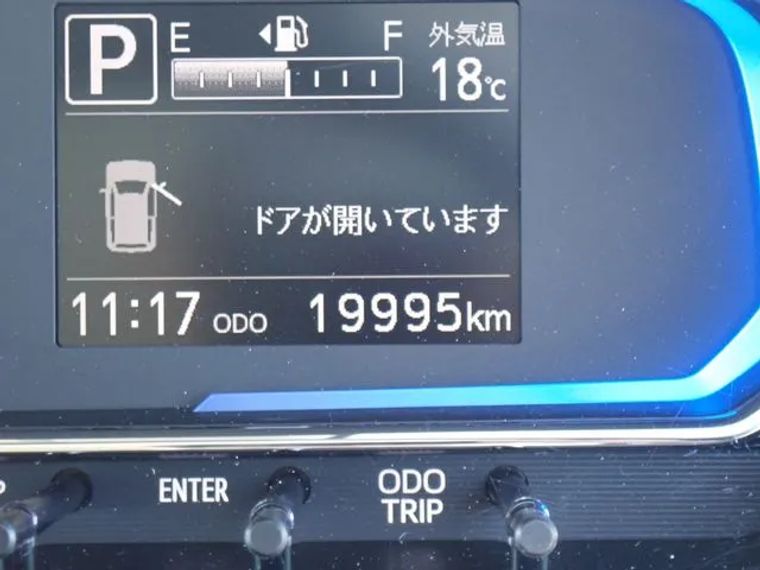 P E F 外気温
18℃
ドアが開いています
11:17 ODO 19995km
P ENTER ODO
TRIP